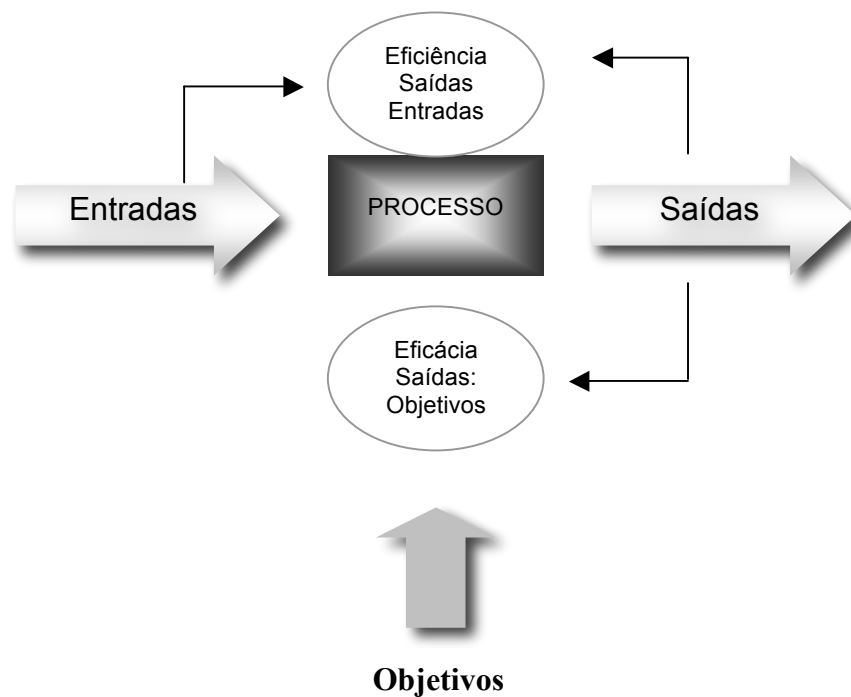 Eficiência
Saídas
Entradas
Entradas
PROCESSO
Saídas
Eficácia
Saídas:
Objetivos
Objetivos